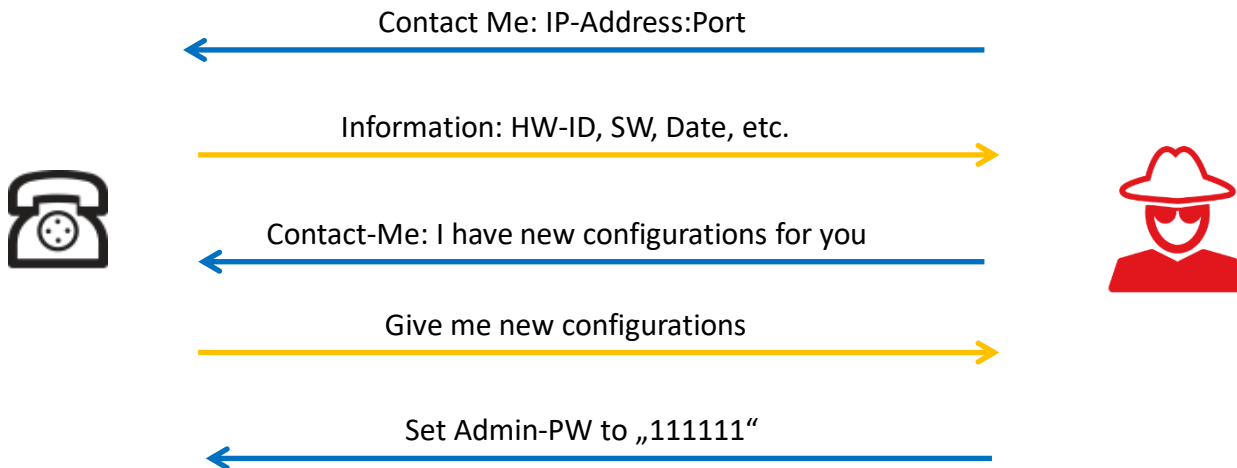 Contact Me: IP-Address:Port
Information: HW-ID, SW, Date, etc.
Contact-Me: I have new configurations for you
Give me new configurations
Set Admin-PW to „111111“